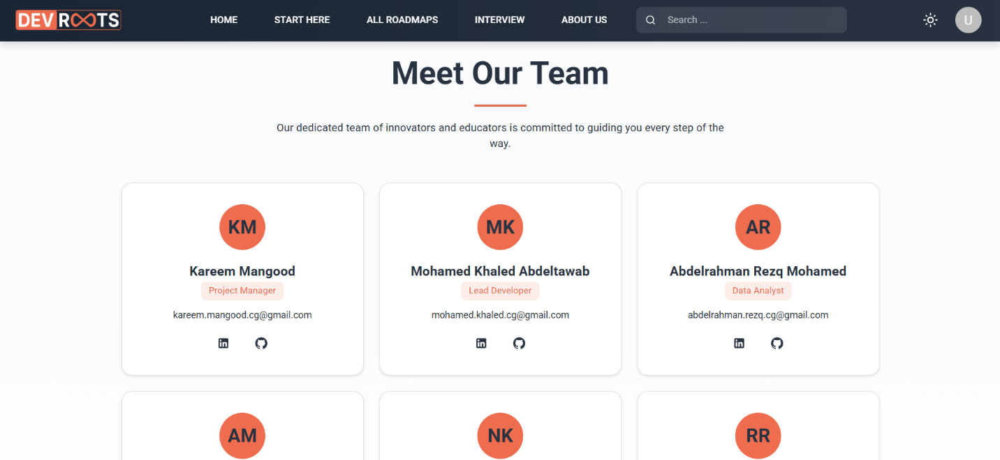 DEVROOTS
HOME
START HERE
ALL ROADMAPS
INTERVIEW
ABOUT US
Search ...
U
Meet Our Team
Our dedicated team of innovators and educators is committed to guiding you every step of the
way.
KM
Kareem Mangood
Project Manager
kareem.mangood.cg@gmail.com
MK
Mohamed Khaled Abdeltawab
Lead Developer
mohamed.khaled.cg@gmail.com
AR
Abdelrahman Rezq Mohamed
Data Analyst
abdelrahman.rezq.cg@gmail.com
AM
NK
RR